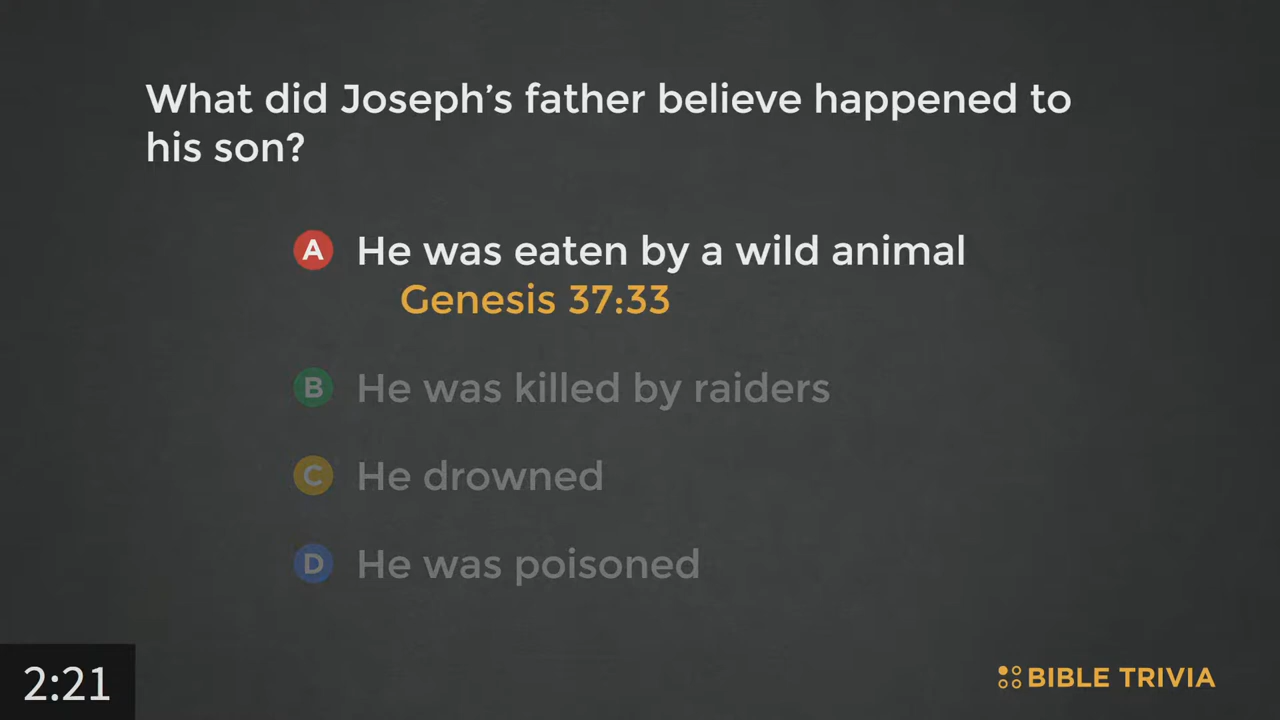 What did Joseph’s father believe happened to
his son?
A He was eaten by a wild animal
Genesis 37:33
B He was killed by raiders
C He drowned
D He was poisoned
2:21
BIBLE TRIVIA